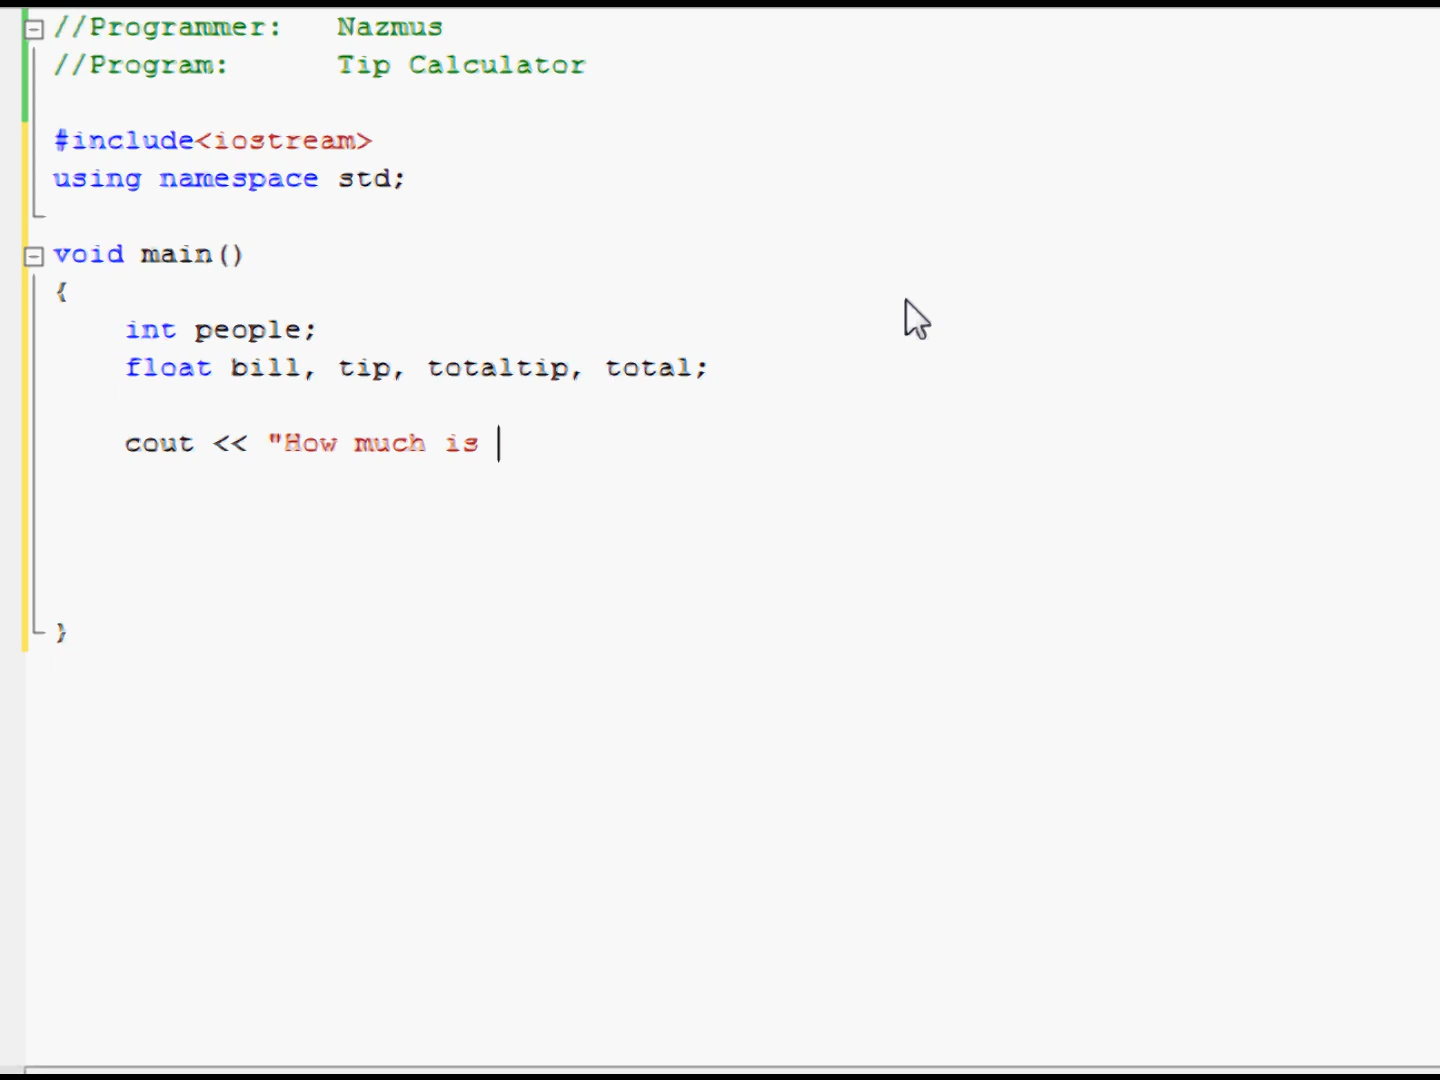 //Programmer:   Nazmus
//Program:      Tip Calculator
#include<iostream>
using namespace std;
void main()
{
    int people;
    float bill, tip, totaltip, total;
    cout << "How much is
}